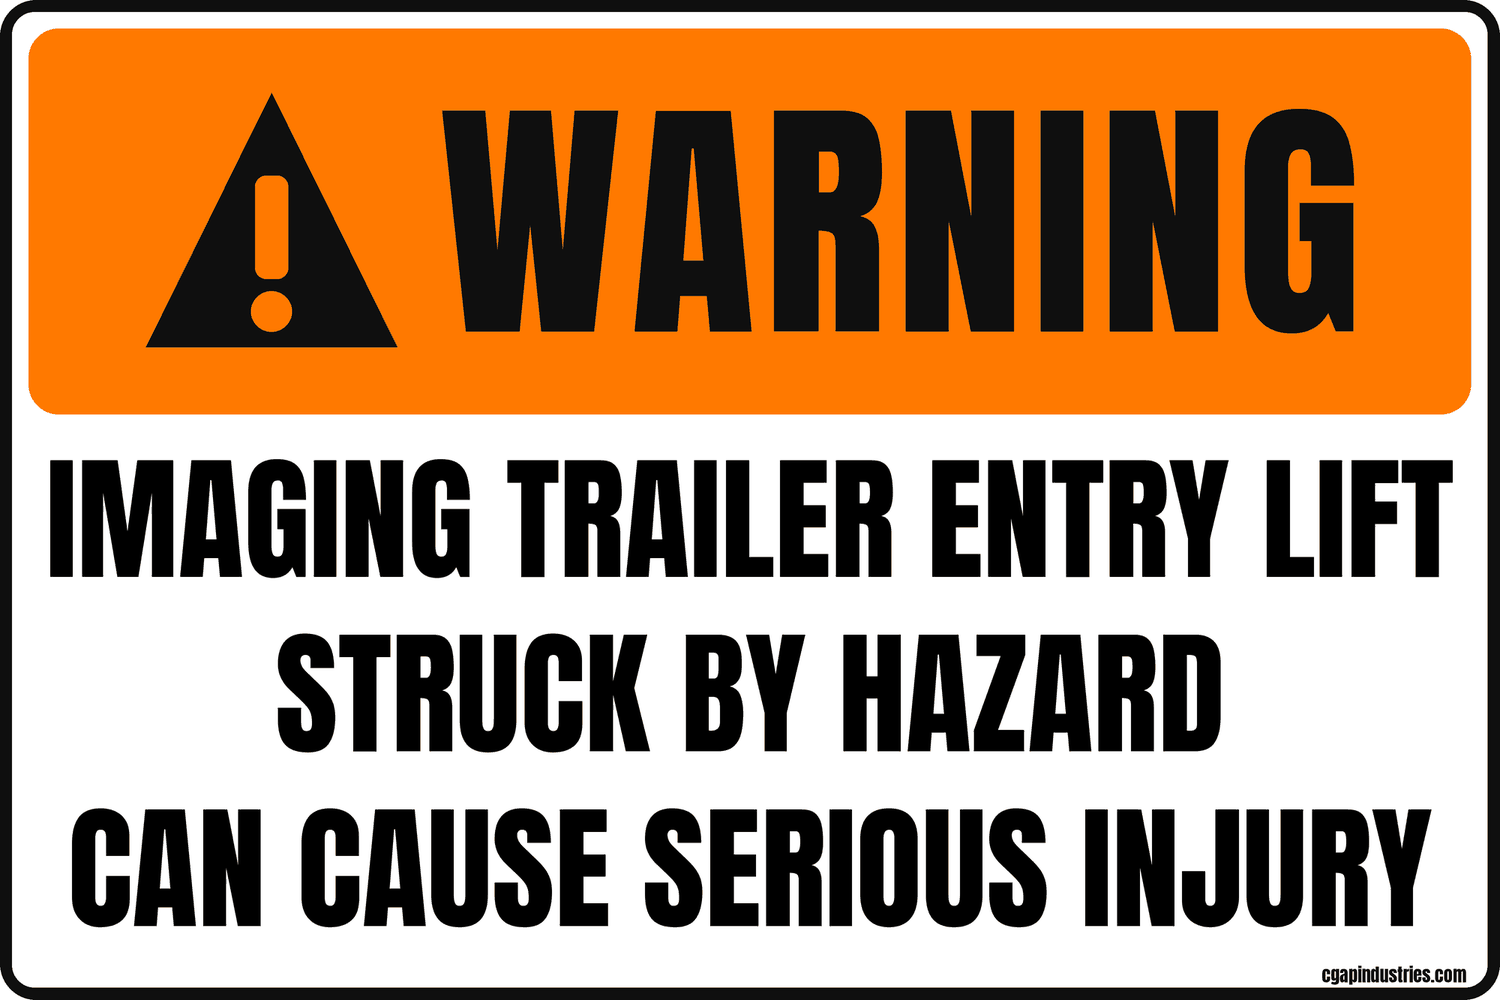 WARNING
IMAGING TRAILER ENTRY LIFT
STRUCK BY HAZARD
CAN CAUSE SERIOUS INJURY
cgapindustries.com